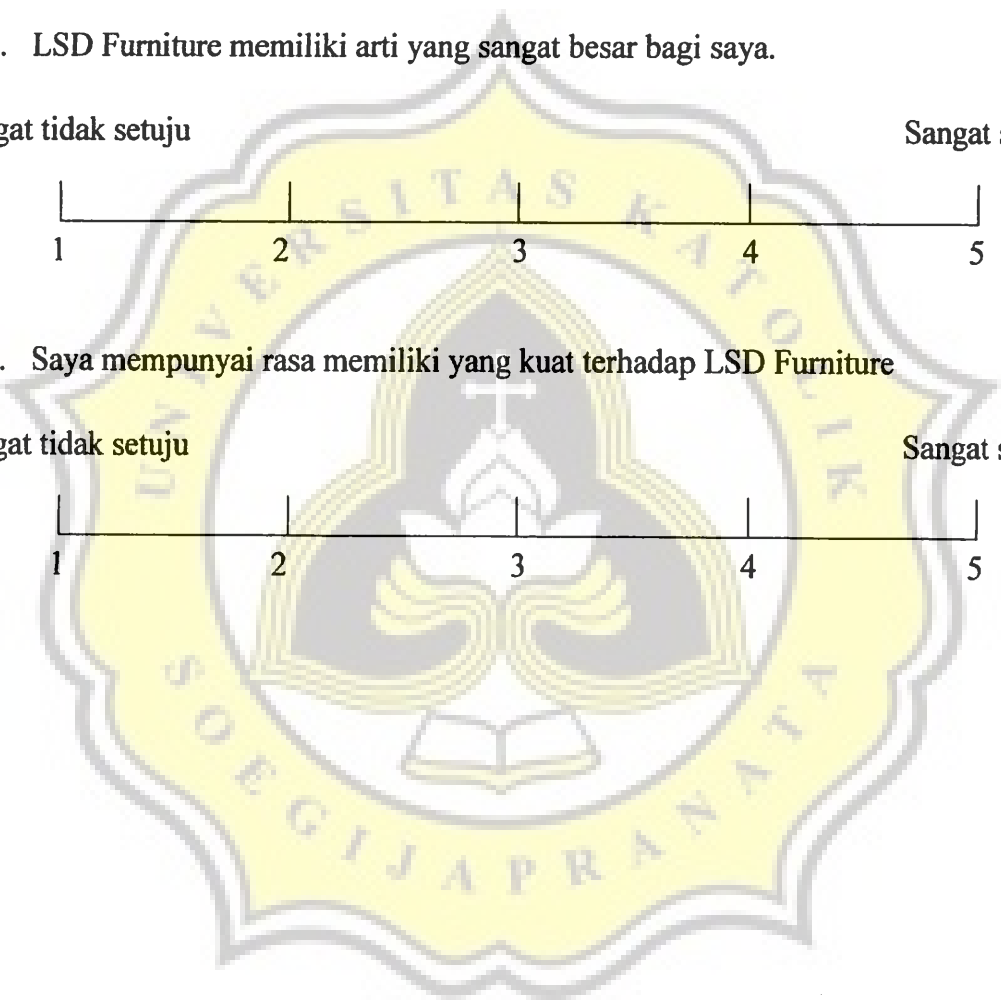 . LSD Furniture memiliki arti yang sangat besar bagi saya.
gat tidak setuju Sangat s
1 2 3 4 5
. Saya mempunyai rasa memiliki yang kuat terhadap LSD Furniture
gat tidak setuju Sangat s
1 2 3 4 5
UNIVERSITAS KATOLIK
SOEGIJAPRANATA